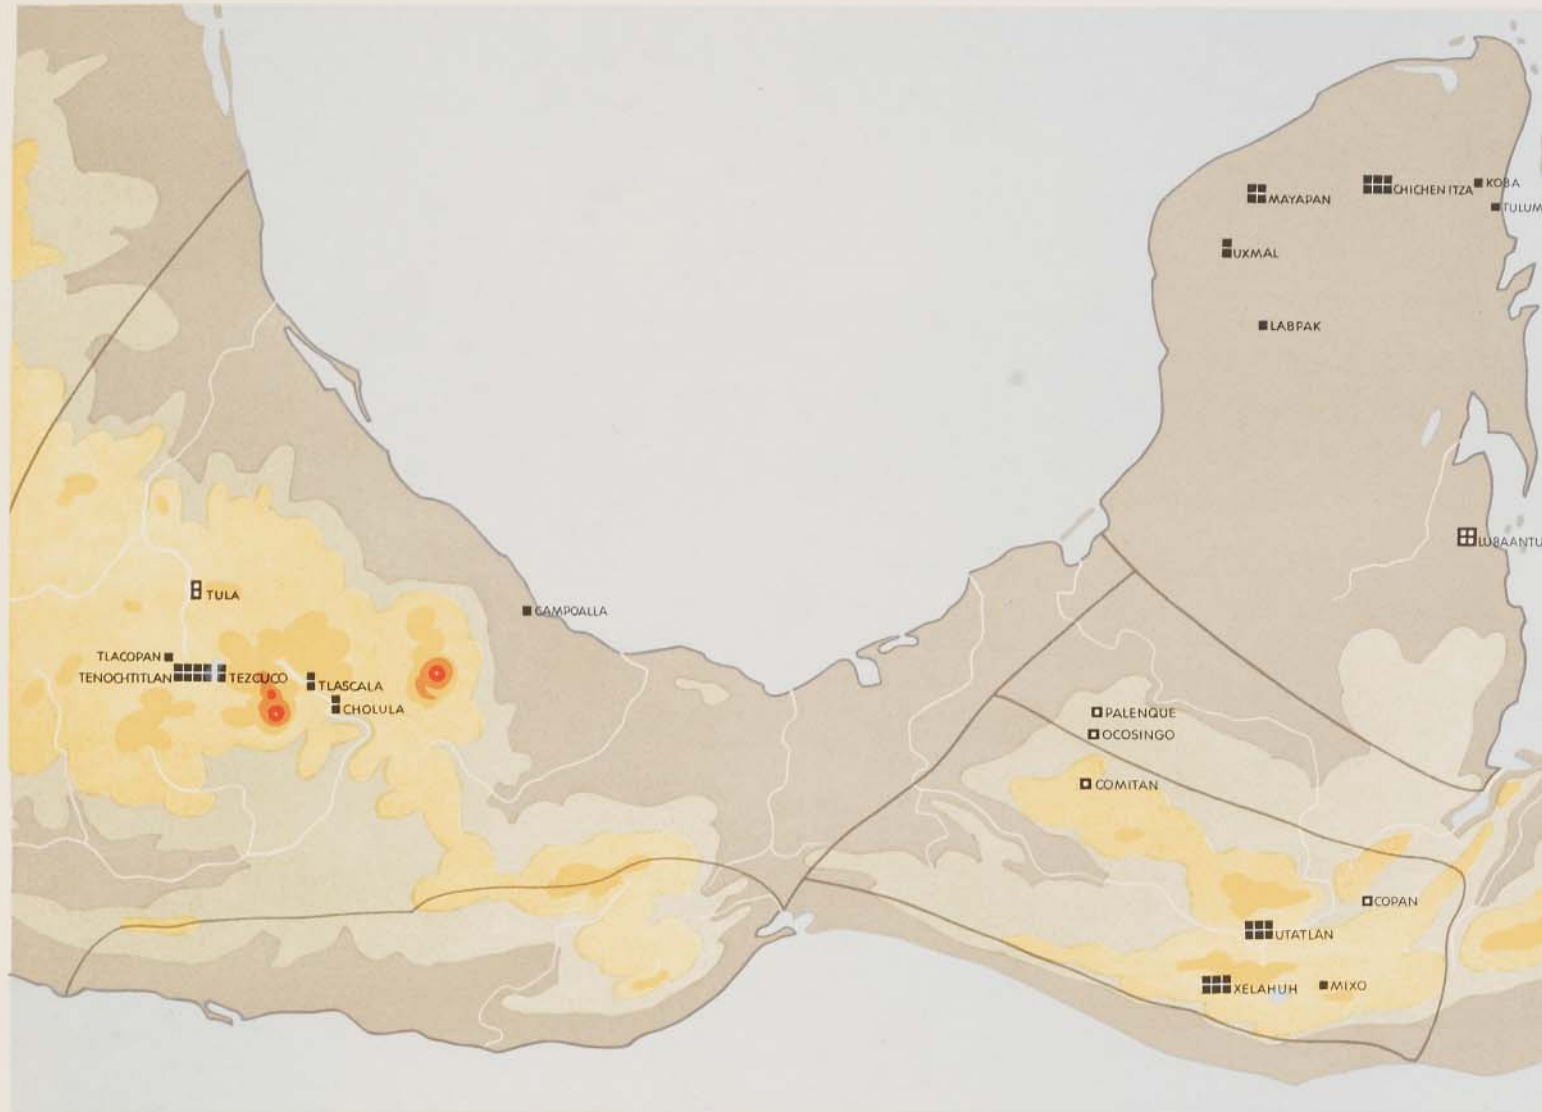 KOBA
CHICHEN ITZA
MAYAPAN
TULUM
UXMAL
LABPAK
LUBAANTU
TULA
CAMPOALLA
TLACOPAN
TENOCHTITLAN
TEZCUCO
TLASCALA
CHOLULA
PALENQUE
OCOSINGO
COMITAN
COPAN
UTATLAN
XELAHUH
MIXO